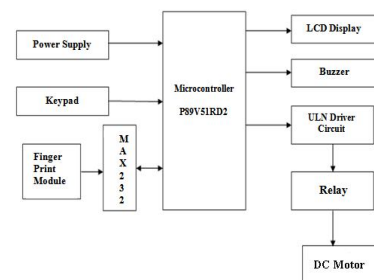 Power Supply
Keypad
Finger
Print
Module
M
A
X
2
3
2
Microcontroller
P89V51RD2
LCD Display
Buzzer
ULN Driver
Circuit
Relay
DC Motor